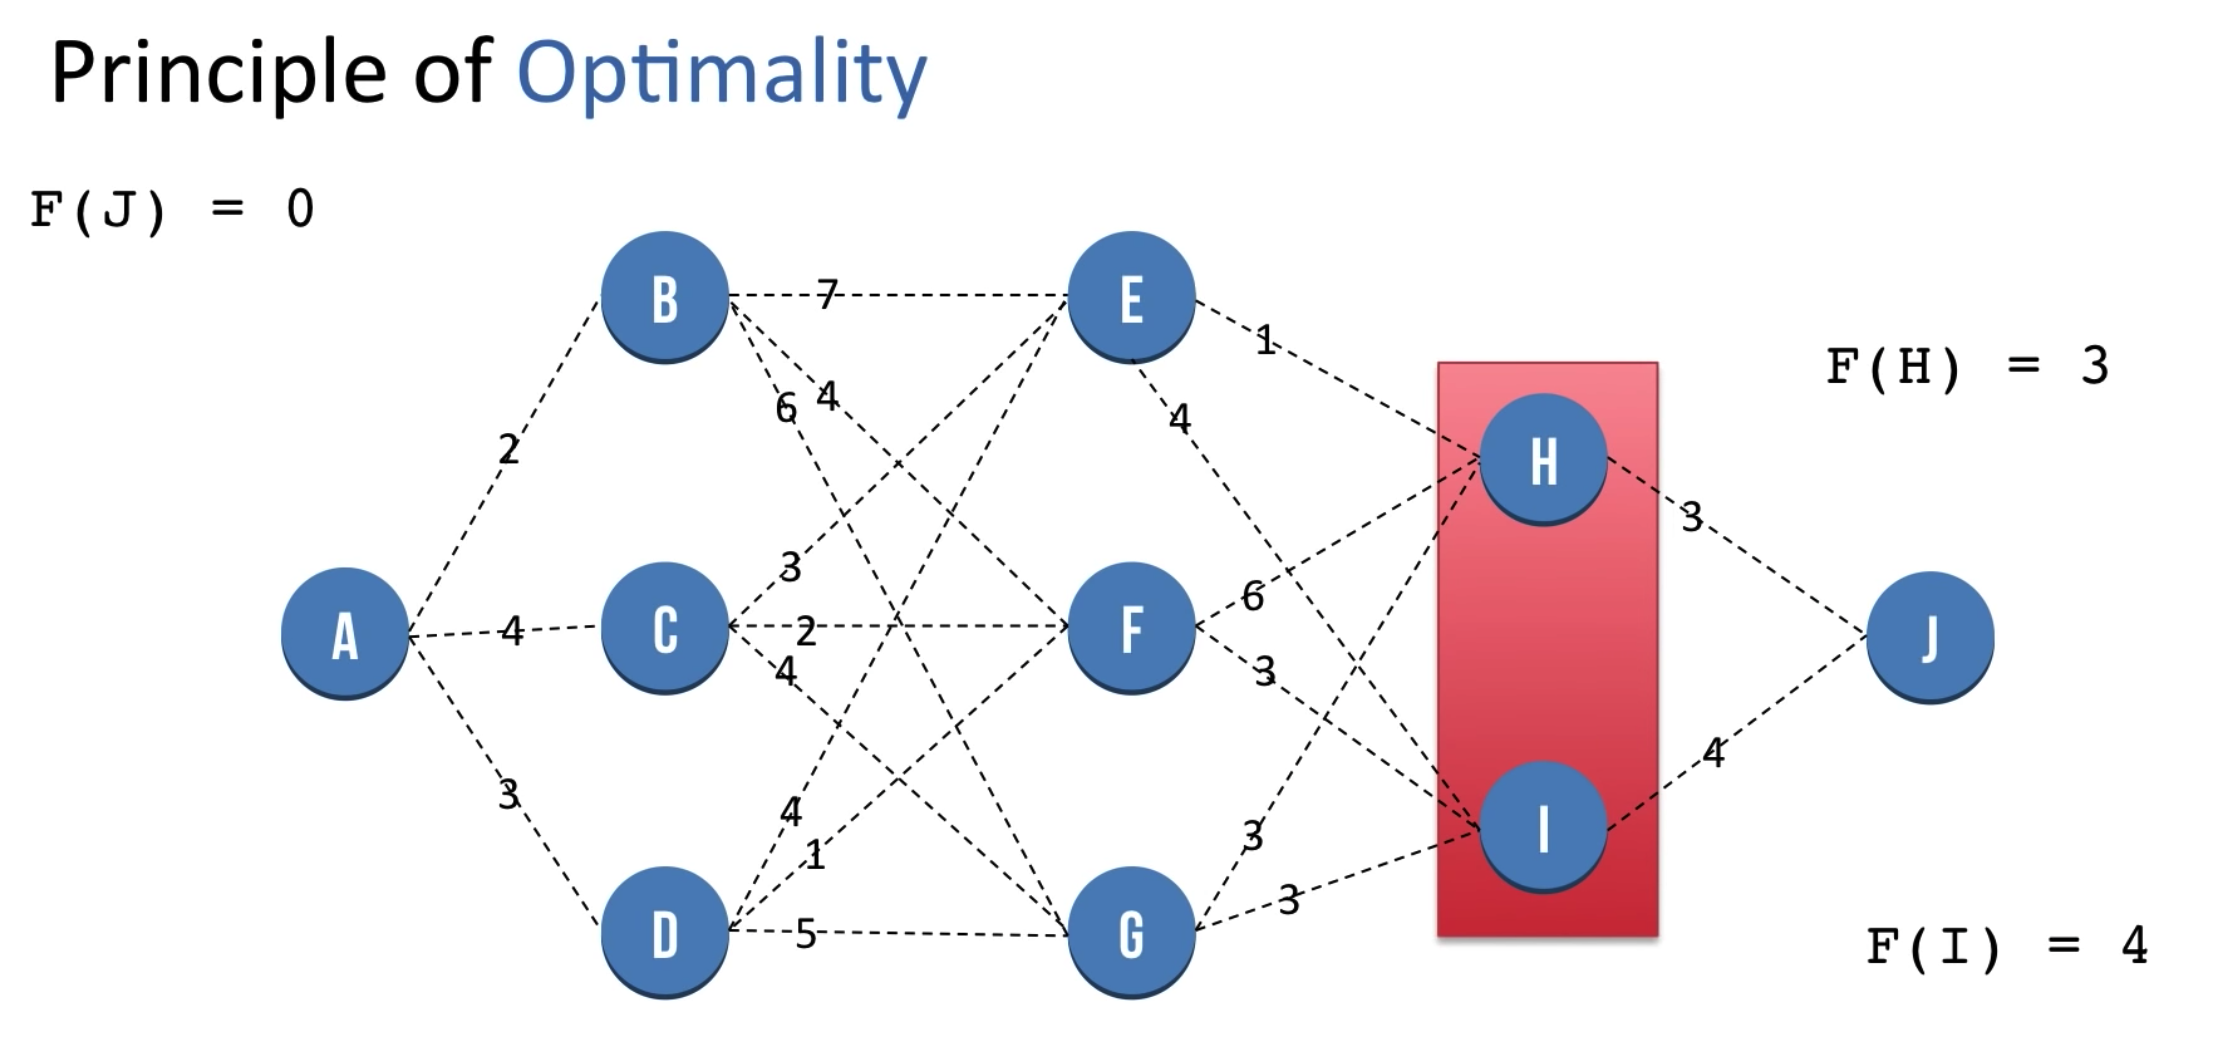 Principle of Optimality
F(J) = 0
B 7 E
1
F(H) = 3
6 4
4
2
H
3
3
6
A 4 C 2 F J
4
3
4
3
4
I
1
3
3
D 5 G
F(I) = 4